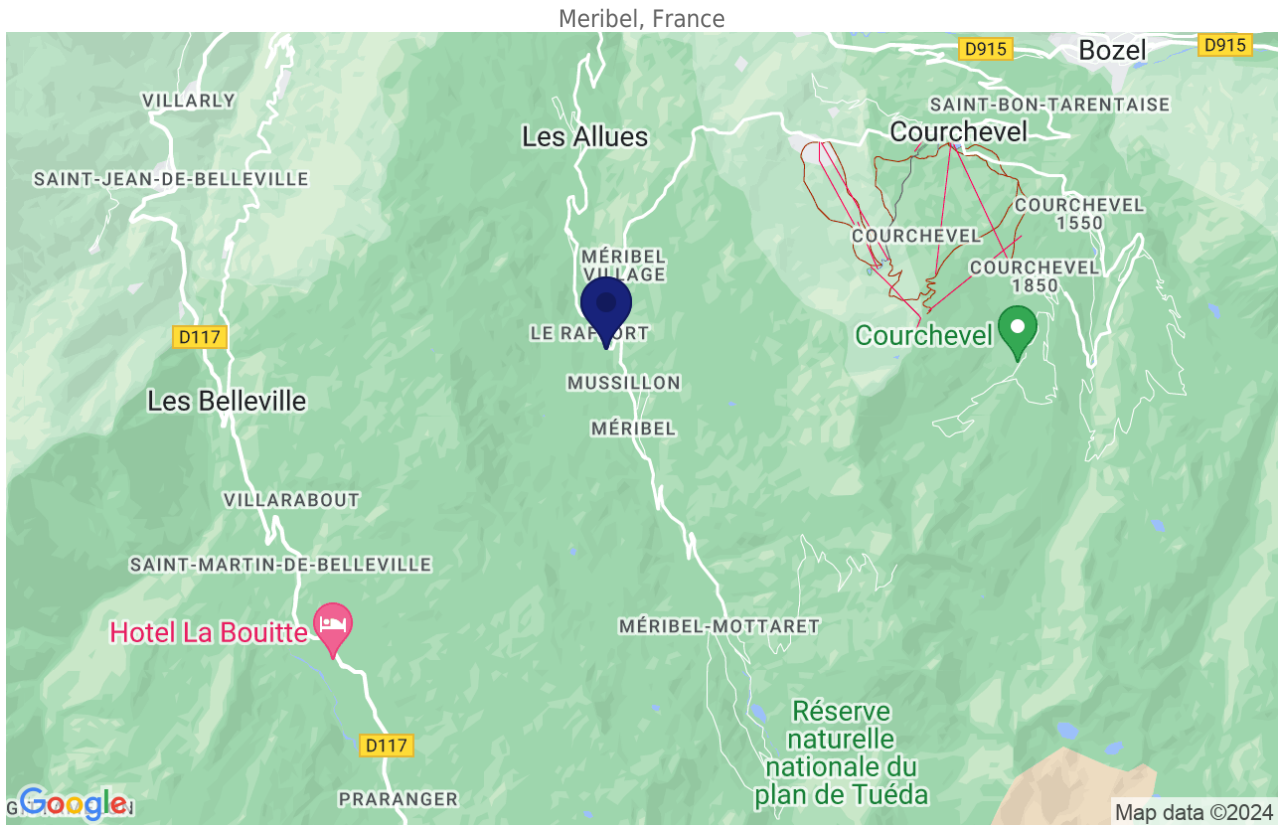 Meribel, France
D915
Bozel
D915
VILLARLY
SAINT-BON-TARENTAISE
Les Allues
Courchevel
SAINT-JEAN-DE-BELLEVILLE
COURCHEVEL
1550
COURCHEVEL
MÉRIBEL
VILLAGE
COURCHEVEL
1850
D117
Courchevel
MUSSILLON
Les Belleville
MÉRIBEL
VILLARABOUT
SAINT-MARTIN-DE-BELLEVILLE
Hotel La Bouitte
MÉRIBEL-MOTTARET
Réserve
naturelle
nationale du
plan de Tuéda
D117
PRARANGER
Google
Map data ©2024